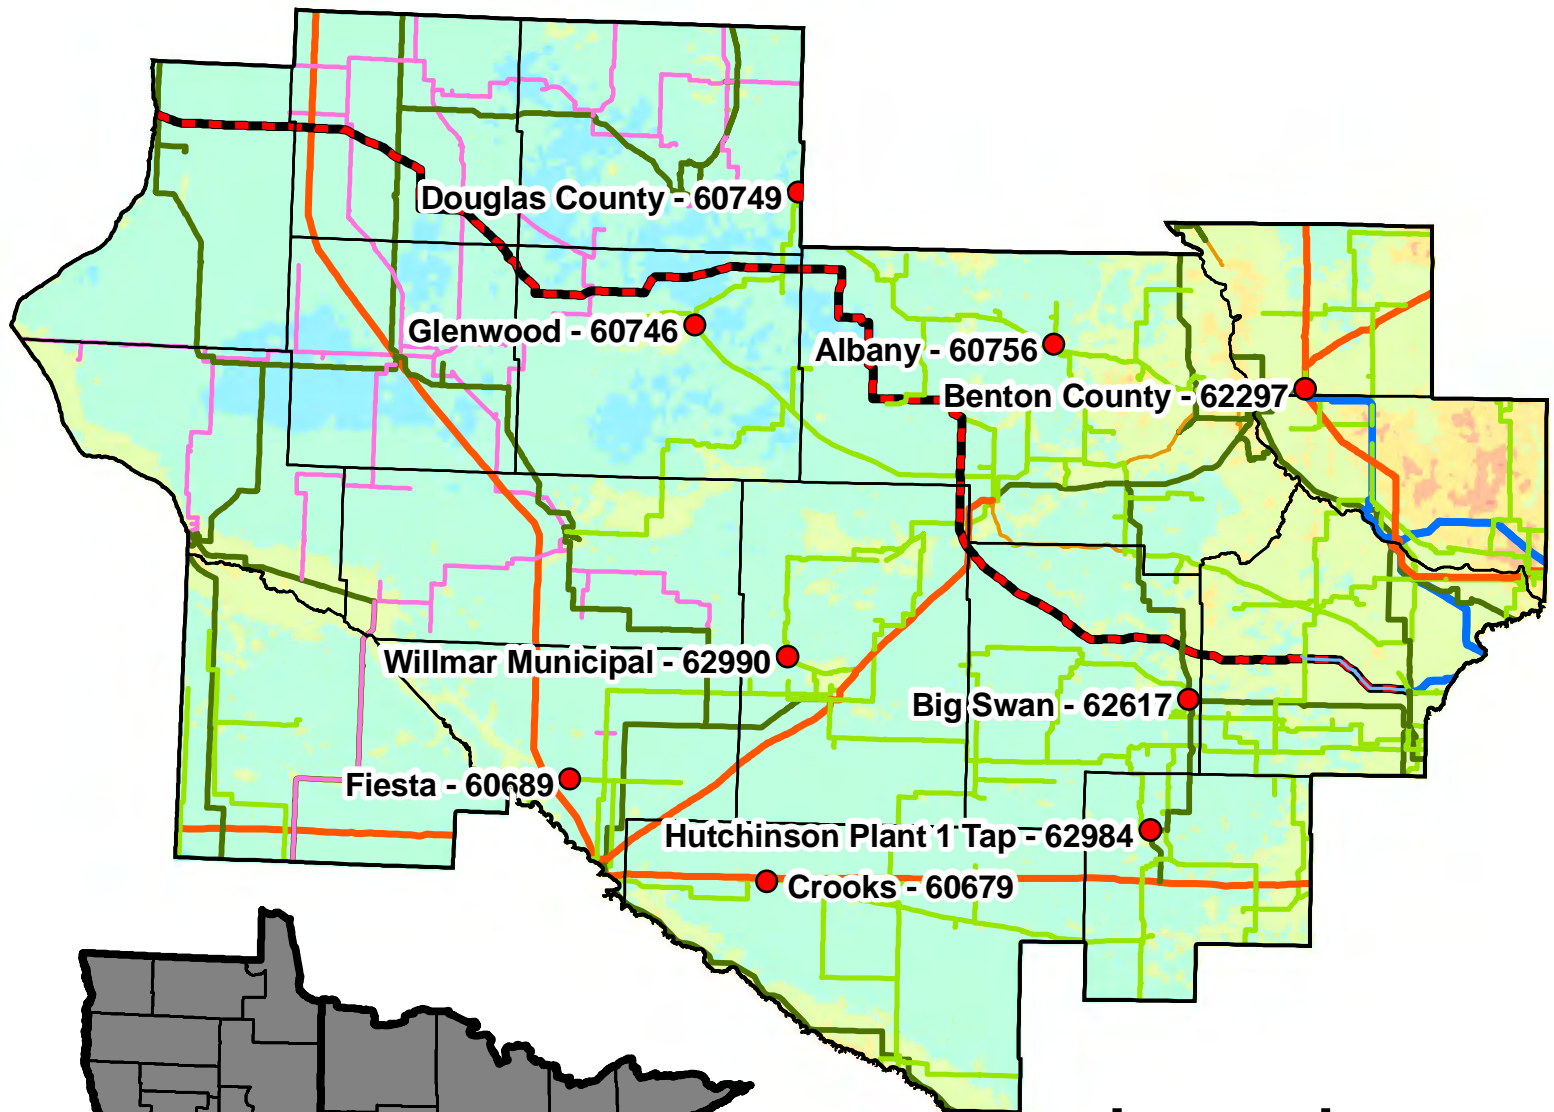 Douglas County - 60749
Glenwood - 60746
Albany - 60756
Benton County - 62297
Willmar Municipal - 62990
Big Swan - 62617
Fiesta - 60689
Hutchinson Plant 1 Tap - 62984
Crooks - 60679